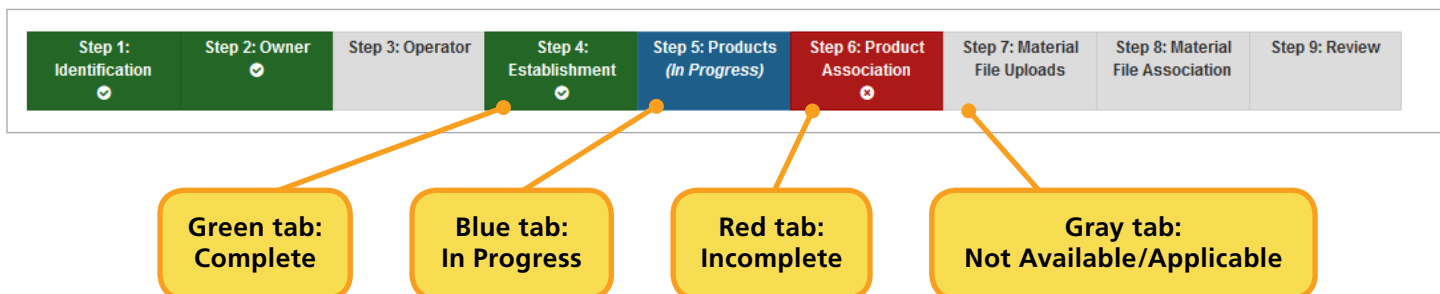 Step 1:
Identification
Step 2: Owner
Step 3: Operator
Step 4:
Establishment
Step 5: Products
(In Progress)
Step 6: Product
Association
Step 7: Material
File Uploads
Step 8: Material
File Association
Step 9: Review
Green tab:
Complete
Blue tab:
In Progress
Red tab:
Incomplete
Gray tab:
Not Available/Applicable